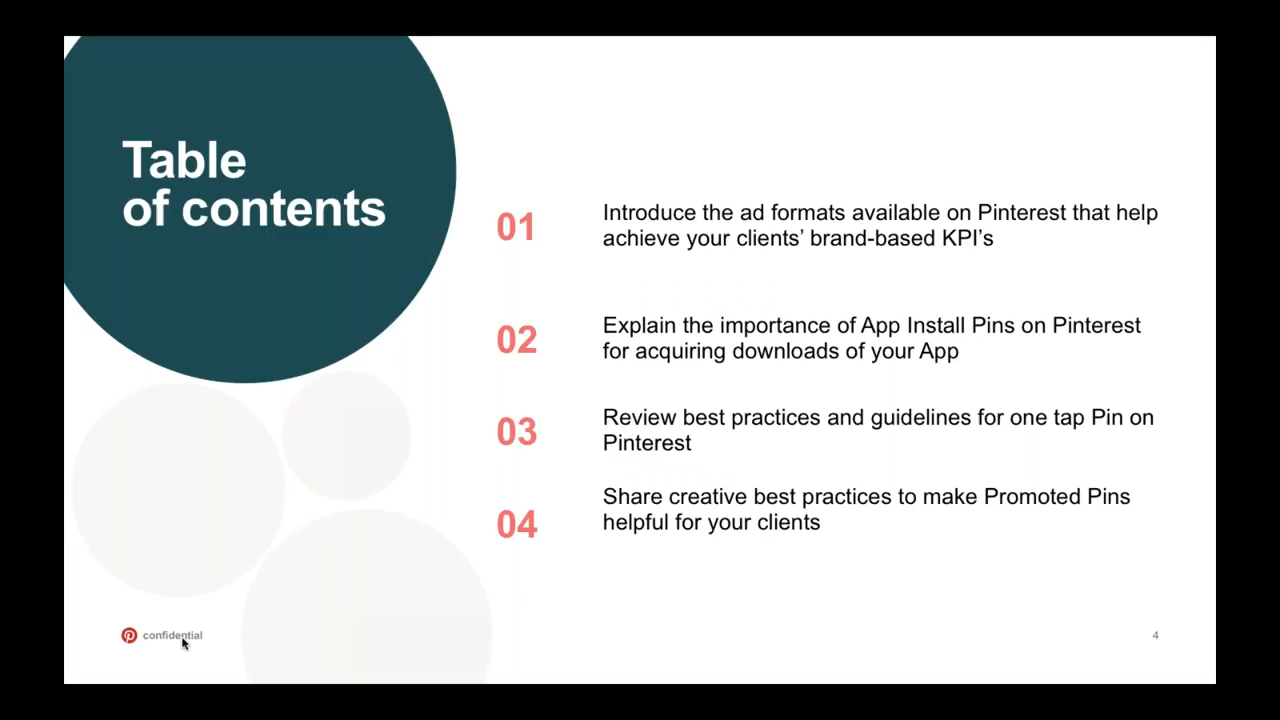 Table
of contents
01
Introduce the ad formats available on Pinterest that help
achieve your clients’ brand-based KPI’s
02
Explain the importance of App Install Pins on Pinterest
for acquiring downloads of your App
03
Review best practices and guidelines for one tap Pin on
Pinterest
04
Share creative best practices to make Promoted Pins
helpful for your clients
confidential
4